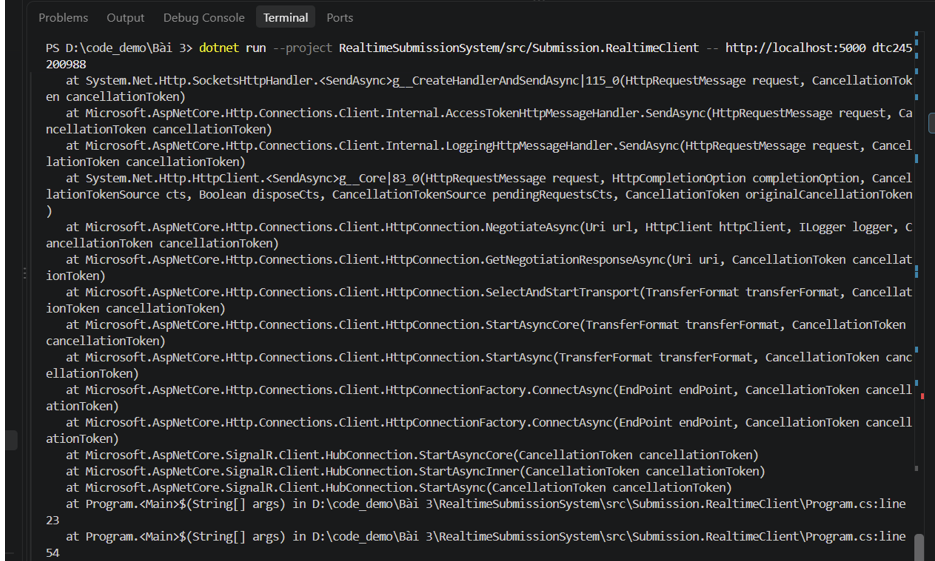 Problems Output Debug Console Terminal Ports
PS D:\code_demo\Bài 3> dotnet run --project RealtimeSubmissionSystem/src/Submission.RealtimeClient -- http://localhost:5000 dtc245
200988
   at System.Net.Http.SocketsHttpHandler.<SendAsync>g__CreateHandlerAndSendAsync|115_0(HttpRequestMessage request, CancellationTok
en cancellationToken)
   at Microsoft.AspNetCore.Http.Connections.Client.Internal.AccessTokenHttpMessageHandler.SendAsync(HttpRequestMessage request, Ca
ncellationToken cancellationToken)
   at Microsoft.AspNetCore.Http.Connections.Client.Internal.LoggingHttpMessageHandler.SendAsync(HttpRequestMessage request, Cancel
lationToken cancellationToken)
   at System.Net.Http.HttpClient.<SendAsync>g__Core|83_0(HttpRequestMessage request, HttpCompletionOption completionOption, Cancel
lationTokenSource cts, Boolean disposeCts, CancellationTokenSource pendingRequestsCts, CancellationToken originalCancellationToken
)
   at Microsoft.AspNetCore.Http.Connections.Client.HttpConnection.NegotiateAsync(Uri url, HttpClient httpClient, ILogger logger, C
ancellationToken cancellationToken)
   at Microsoft.AspNetCore.Http.Connections.Client.HttpConnection.GetNegotiationResponseAsync(Uri uri, CancellationToken cancellat
ionToken)
   at Microsoft.AspNetCore.Http.Connections.Client.HttpConnection.SelectAndStartTransport(TransferFormat transferFormat, Cancellat
ionToken cancellationToken)
   at Microsoft.AspNetCore.Http.Connections.Client.HttpConnection.StartAsyncCore(TransferFormat transferFormat, CancellationToken
cancellationToken)
   at Microsoft.AspNetCore.Http.Connections.Client.HttpConnection.StartAsync(TransferFormat transferFormat, CancellationToken canc
ellationToken)
   at Microsoft.AspNetCore.Http.Connections.Client.HttpConnectionFactory.ConnectAsync(EndPoint endPoint, CancellationToken cancell
ationToken)
   at Microsoft.AspNetCore.Http.Connections.Client.HttpConnectionFactory.ConnectAsync(EndPoint endPoint, CancellationToken cancell
ationToken)
   at Microsoft.AspNetCore.SignalR.Client.HubConnection.StartAsyncCore(CancellationToken cancellationToken)
   at Microsoft.AspNetCore.SignalR.Client.HubConnection.StartAsyncInner(CancellationToken cancellationToken)
   at Microsoft.AspNetCore.SignalR.Client.HubConnection.StartAsync(CancellationToken cancellationToken)
   at Program.<Main>$(String[] args) in D:\code_demo\Bài 3\RealtimeSubmissionSystem\src\Submission.RealtimeClient\Program.cs:line
23
   at Program.<Main>$(String[] args) in D:\code_demo\Bài 3\RealtimeSubmissionSystem\src\Submission.RealtimeClient\Program.cs:line
54